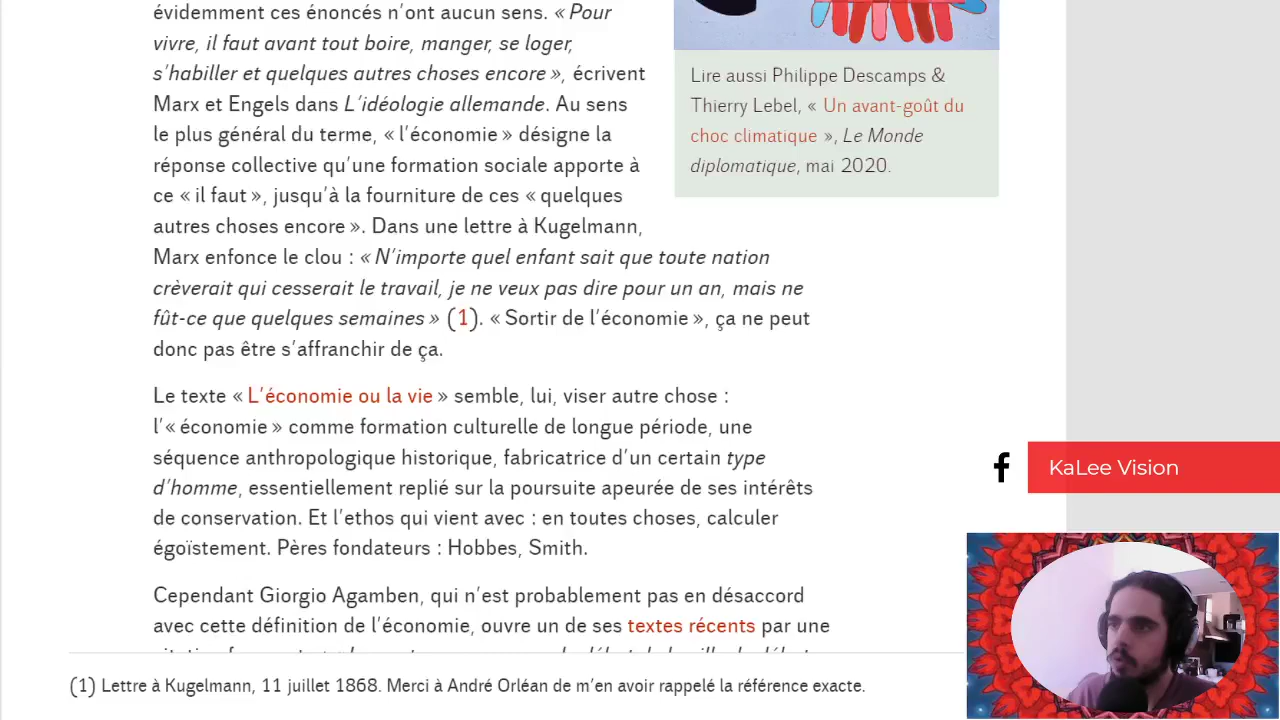 évidemment ces énoncés n’ont aucun sens. « Pour
vivre, il faut avant tout boire, manger, se loger,
s’habiller et quelques autres choses encore », écrivent
Marx et Engels dans L’idéologie allemande. Au sens
le plus général du terme, « l’économie » désigne la
réponse collective qu’une formation sociale apporte à
ce « il faut », jusqu’à la fourniture de ces « quelques
autres choses encore ». Dans une lettre à Kugelmann,
Marx enfonce le clou : « N’importe quel enfant sait que toute nation
crèverait qui cesserait le travail, je ne veux pas dire pour un an, mais ne
fût-ce que quelques semaines » (1). « Sortir de l’économie », ça ne peut
donc pas être s’affranchir de ça.
Lire aussi Philippe Descamps &
Thierry Lebel, « Un avant-goût du
choc climatique », Le Monde
diplomatique, mai 2020.
Le texte « L’économie ou la vie » semble, lui, viser autre chose :
l’« économie » comme formation culturelle de longue période, une
séquence anthropologique historique, fabricatrice d’un certain type
d’homme, essentiellement replié sur la poursuite apeurée de ses intérêts
de conservation. Et l’ethos qui vient avec : en toutes choses, calculer
égoïstement. Pères fondateurs : Hobbes, Smith.
Cependant Giorgio Agamben, qui n’est probablement pas en désaccord
avec cette définition de l’économie, ouvre un de ses textes récents par une
(1) Lettre à Kugelmann, 11 juillet 1868. Merci à André Orléan de m’en avoir rappelé la référence exacte.
KaLee Vision